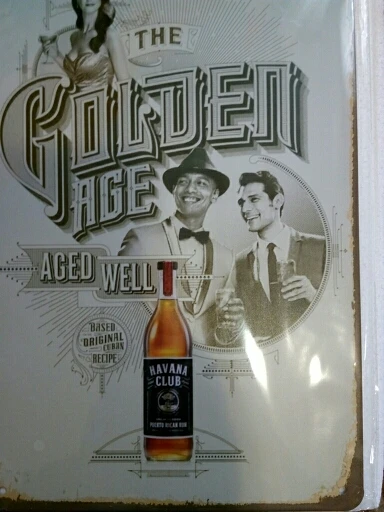 THE
GOLDEN
AGE
AGED WELL
BASED
ORIGINAL
CUBAN
RECIPE
HAVANA
CLUB
PUERTO RICAN RUM